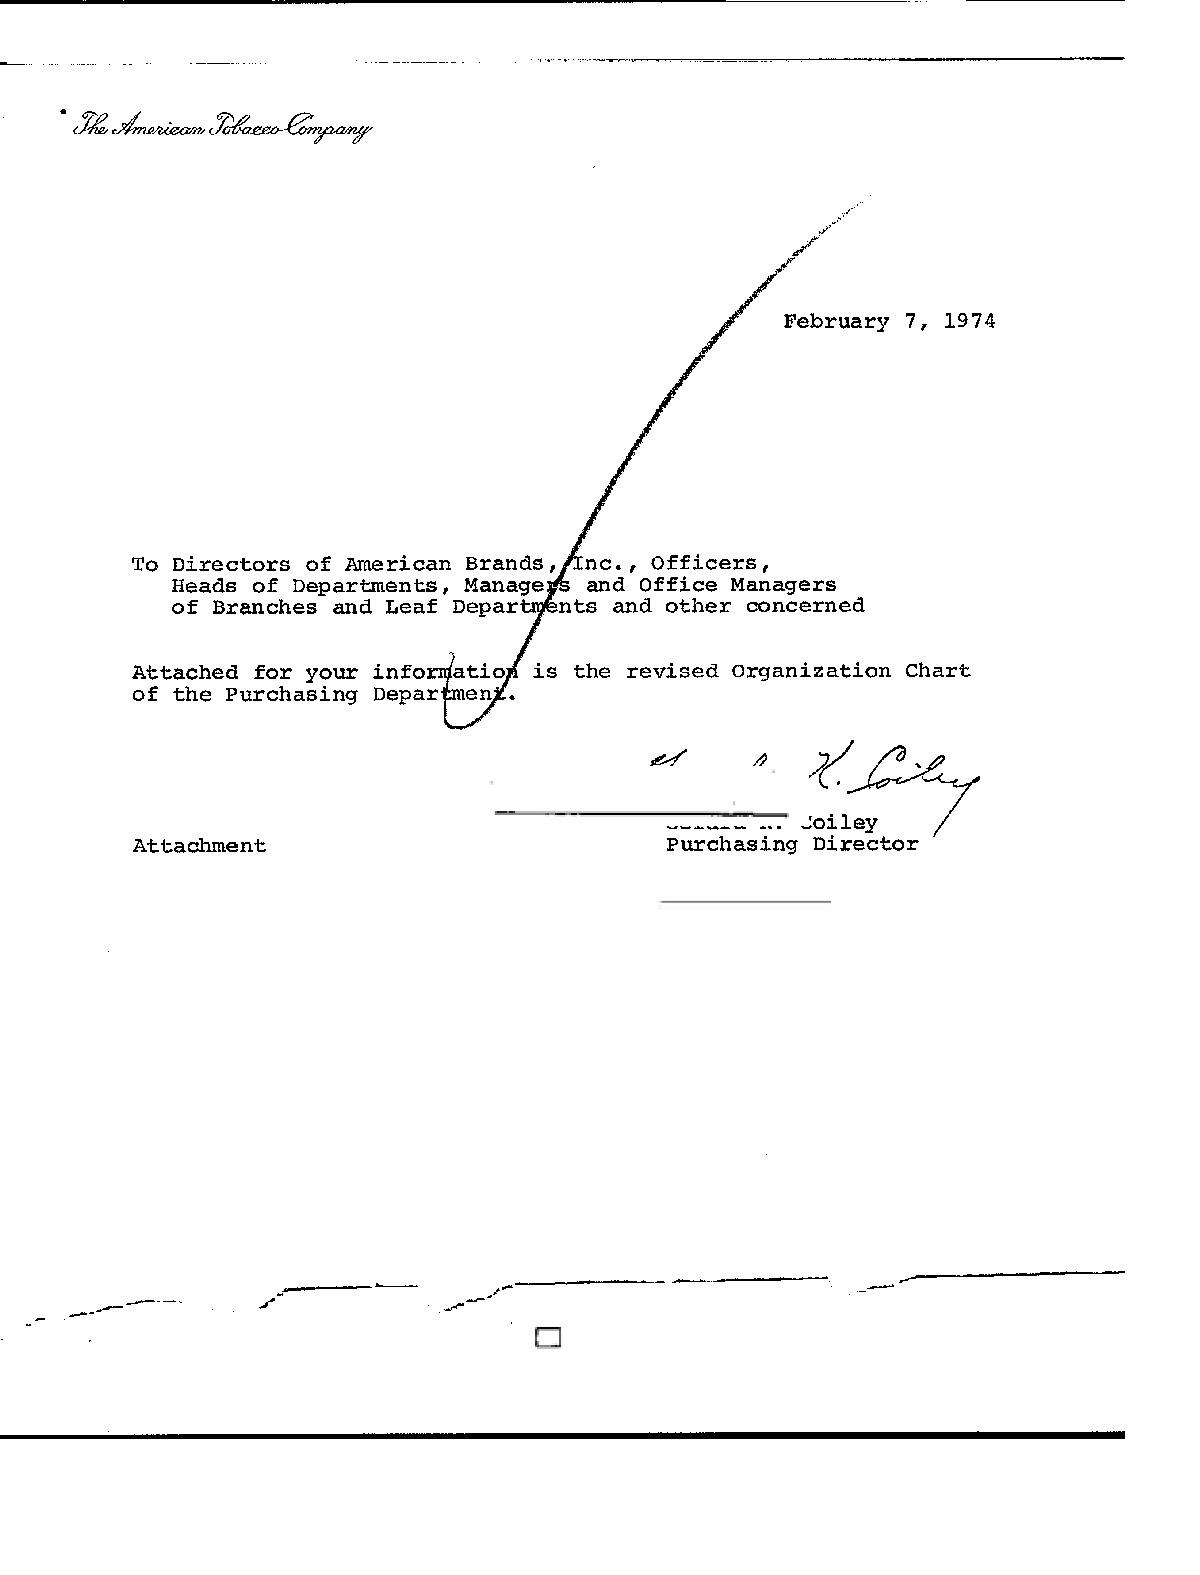 The American Tobacco Company
February 7, 1974
To Directors of American Brands, Inc., Officers,
Heads of Departments, Managers and Office Managers
of Branches and Leaf Departments and other concerned
Attached for your information is the revised Organization Chart
of the Purchasing Department.
K. Coiley
Coiley
Attachment
Purchasing Director